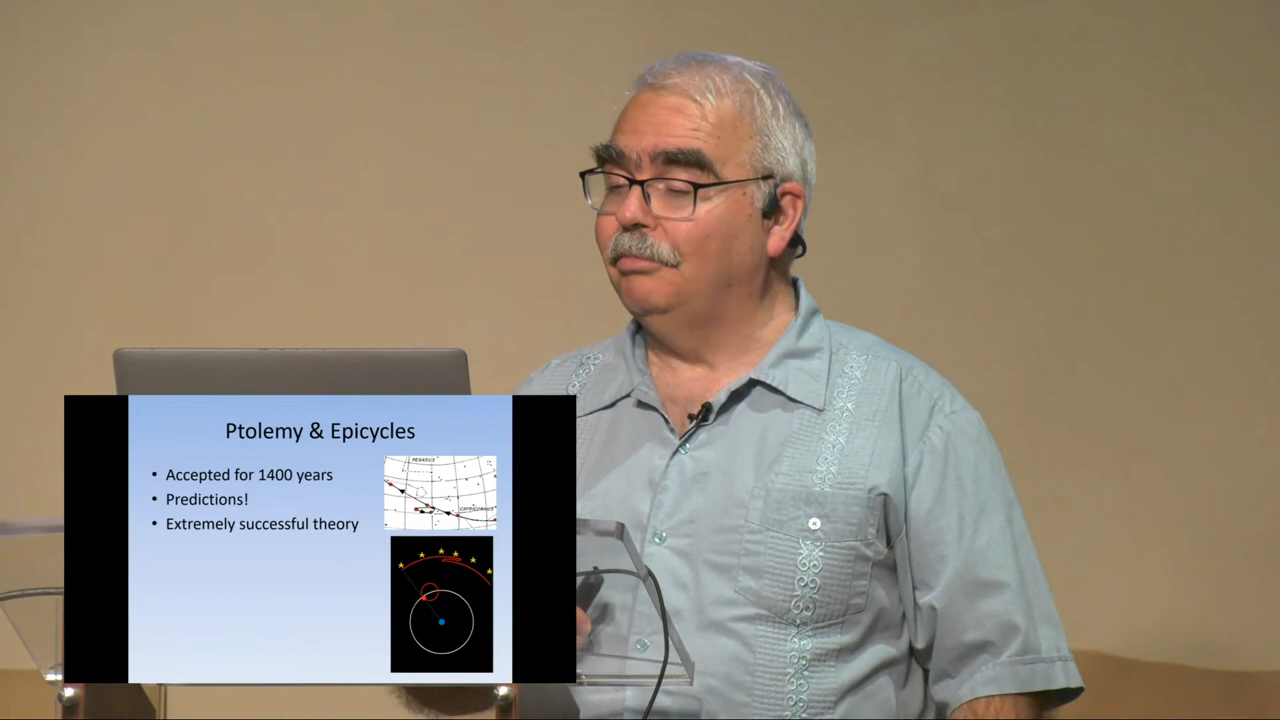 Ptolemy & Epicycles
• Accepted for 1400 years
• Predictions!
• Extremely successful theory
PEGASUS
CAPRICORNUS